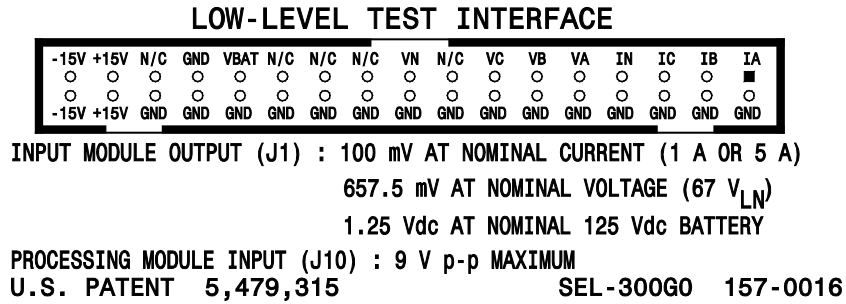 LOW-LEVEL TEST INTERFACE
-15V +15V N/C GND VBAT N/C N/C N/C VN N/C VC VB VA IN IC IB IA
-15V +15V GND GND GND GND GND GND GND GND GND GND GND GND GND GND GND
INPUT MODULE OUTPUT (J1) : 100 mV AT NOMINAL CURRENT (1 A OR 5 A)
657.5 mV AT NOMINAL VOLTAGE (67 VLN)
1.25 Vdc AT NOMINAL 125 Vdc BATTERY
PROCESSING MODULE INPUT (J10) : 9 V p-p MAXIMUM
U.S. PATENT 5,479,315 SEL-300G0 157-0016